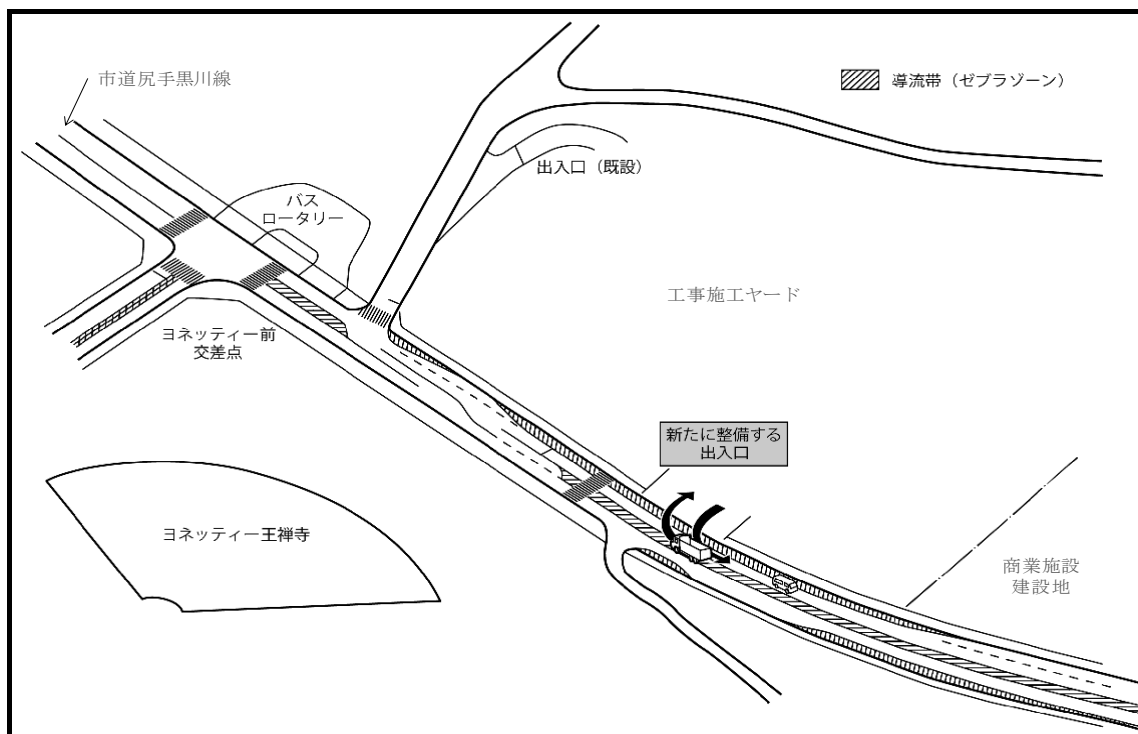 市道尻手黒川線
導流帯（ゼブラゾーン）
出入口（既設）
バス
ロータリー
工事施工ヤード
ヨネッティー前
交差点
新たに整備する
出入口
ヨネッティー王禅寺
商業施設
建設地